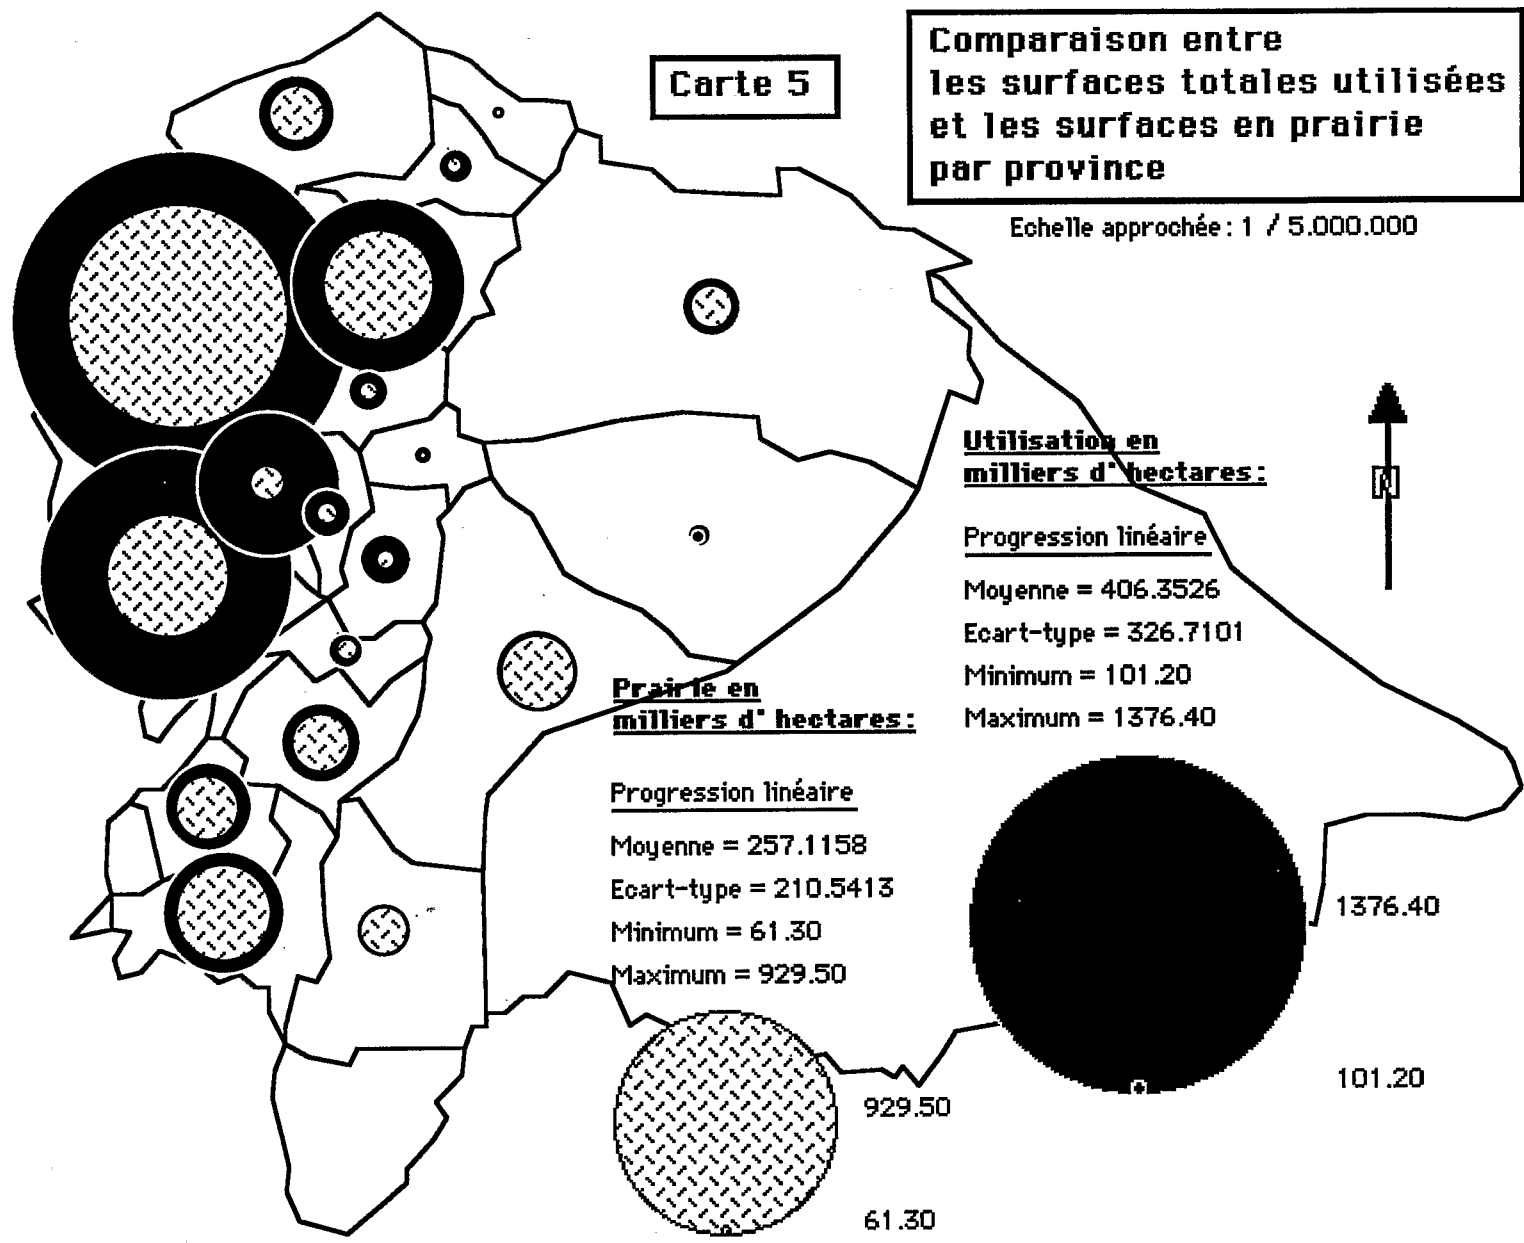 Carte 5
Comparaison entre
les surfaces totales utilisées
et les surfaces en prairie
par province
Echelle approchée : 1 / 5.000.000
N
Utilisation en
milliers d' hectares :
Progression linéaire
Moyenne = 406.3526
Ecart-type = 326.7101
Minimum = 101.20
Maximum = 1376.40
1376.40
101.20
Prairie en
milliers d' hectares :
Progression linéaire
Moyenne = 257.1158
Ecart-type = 210.5413
Minimum = 61.30
Maximum = 929.50
929.50
61.30